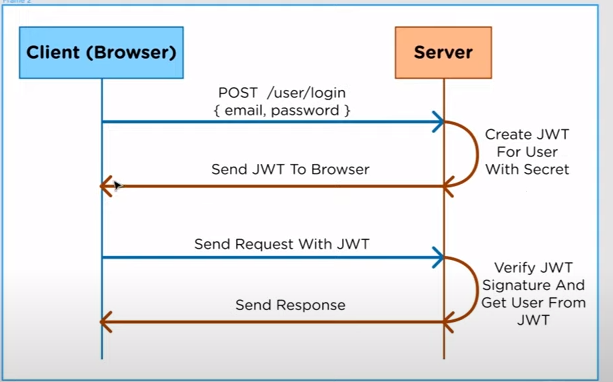 Frame 2
Client (Browser)
Server
POST /user/login
{ email, password }
Create JWT
For User
With Secret
Send JWT To Browser
Send Request With JWT
Verify JWT
Signature And
Get User From
JWT
Send Response